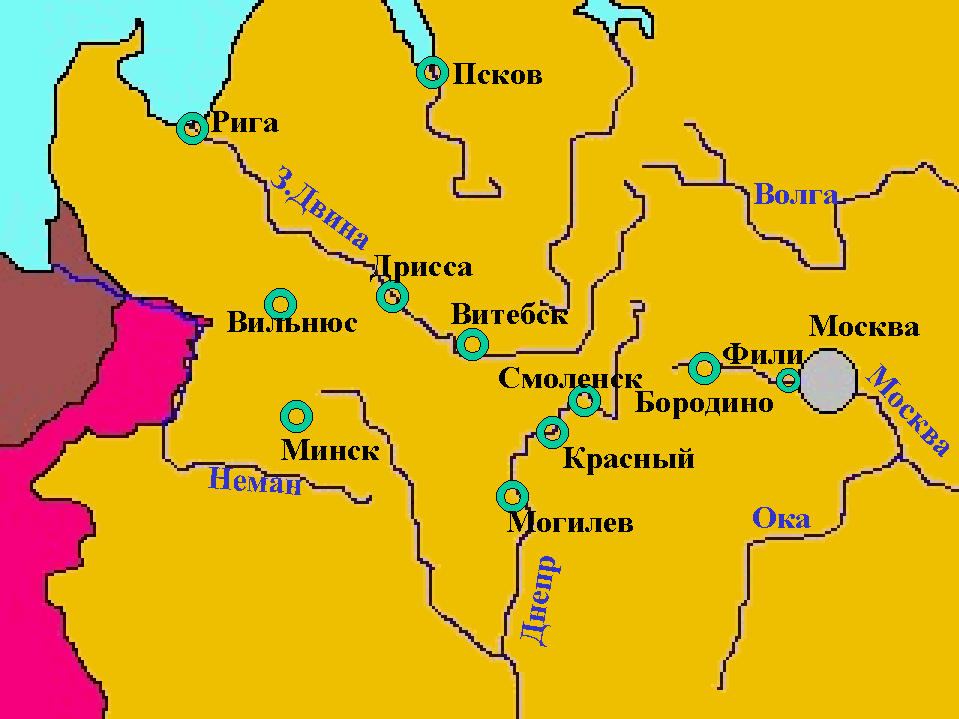 Псков
Рига
З.Двина
Волга
Дрисса
Вильнюс
Витебск
Москва
Фили
Смоленск
Бородино
Москва
Минск
Красный
Неман
Могилев
Ока
Днепр